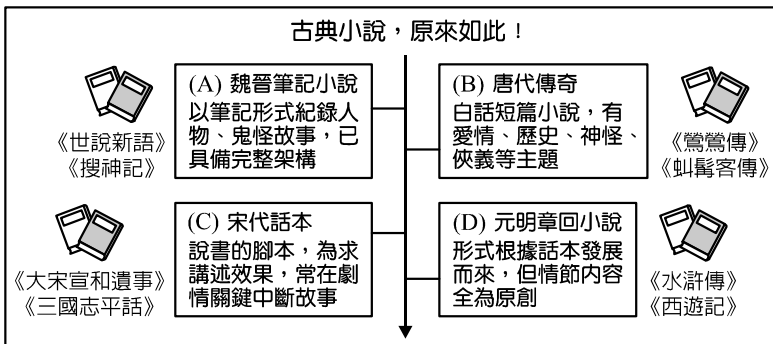 古典小說，原來如此！
(A) 魏晉筆記小說
以筆記形式紀錄人
物、鬼怪故事，已
具備完整架構
《世說新語》
《搜神記》
(B) 唐代傳奇
白話短篇小說，有
愛情、歷史、神怪、
俠義等主題
《鶯鶯傳》
《虯髯客傳》
(C) 宋代話本
說書的腳本，為求
講述效果，常在劇
情關鍵中斷故事
《大宋宣和遺事》
《三國志平話》
(D) 元明章回小說
形式根據話本發展
而來，但情節內容
全為原創
《水滸傳》
《西遊記》